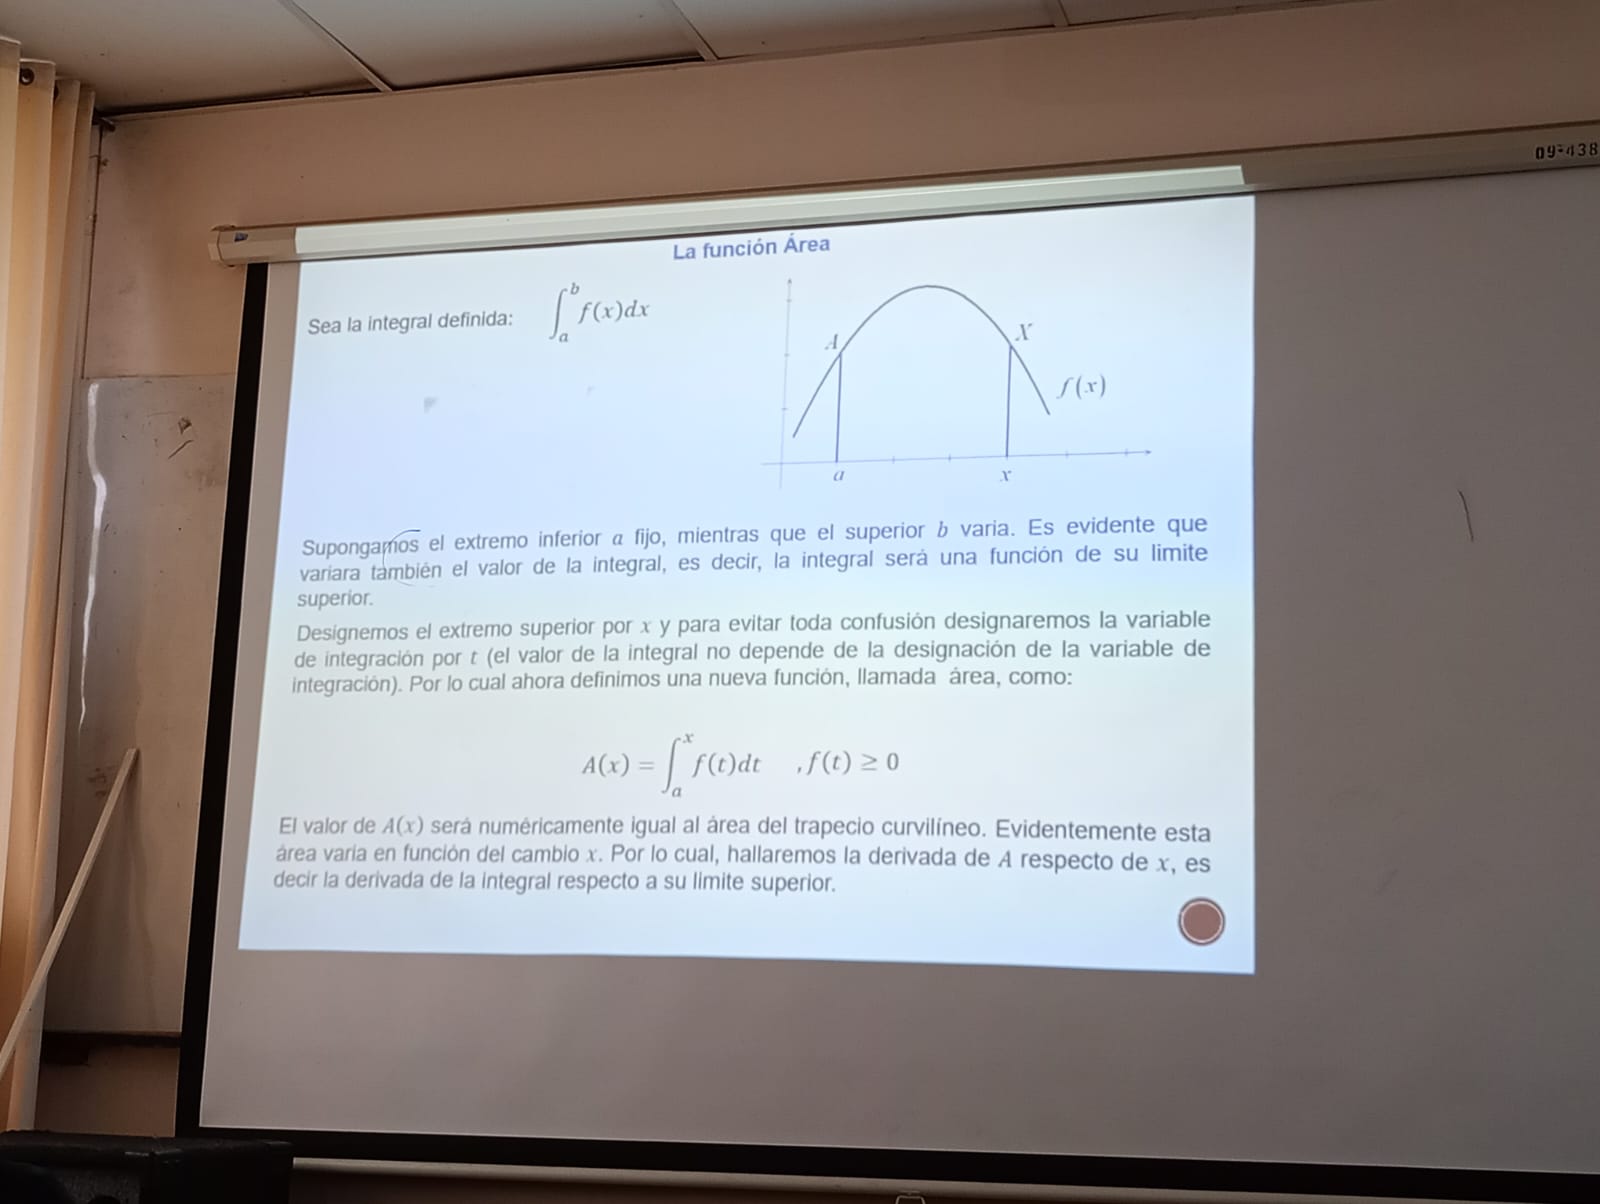 09-438
La función Área
Sea la integral definida: ∫_a^b f(x)dx
A
X
f(x)
a
x
Supongamos el extremo inferior a fijo, mientras que el superior b varia. Es evidente que
variara también el valor de la integral, es decir, la integral será una función de su limite
superior.
Designemos el extremo superior por x y para evitar toda confusión designaremos la variable
de integración por t (el valor de la integral no depende de la designación de la variable de
integración). Por lo cual ahora definimos una nueva función, llamada área, como:
A(x) = ∫_a^x f(t)dt , f(t) ≥ 0
El valor de A(x) será numéricamente igual al área del trapecio curvilíneo. Evidentemente esta
área varia en función del cambio x. Por lo cual, hallaremos la derivada de A respecto de x, es
decir la derivada de la integral respecto a su limite superior.